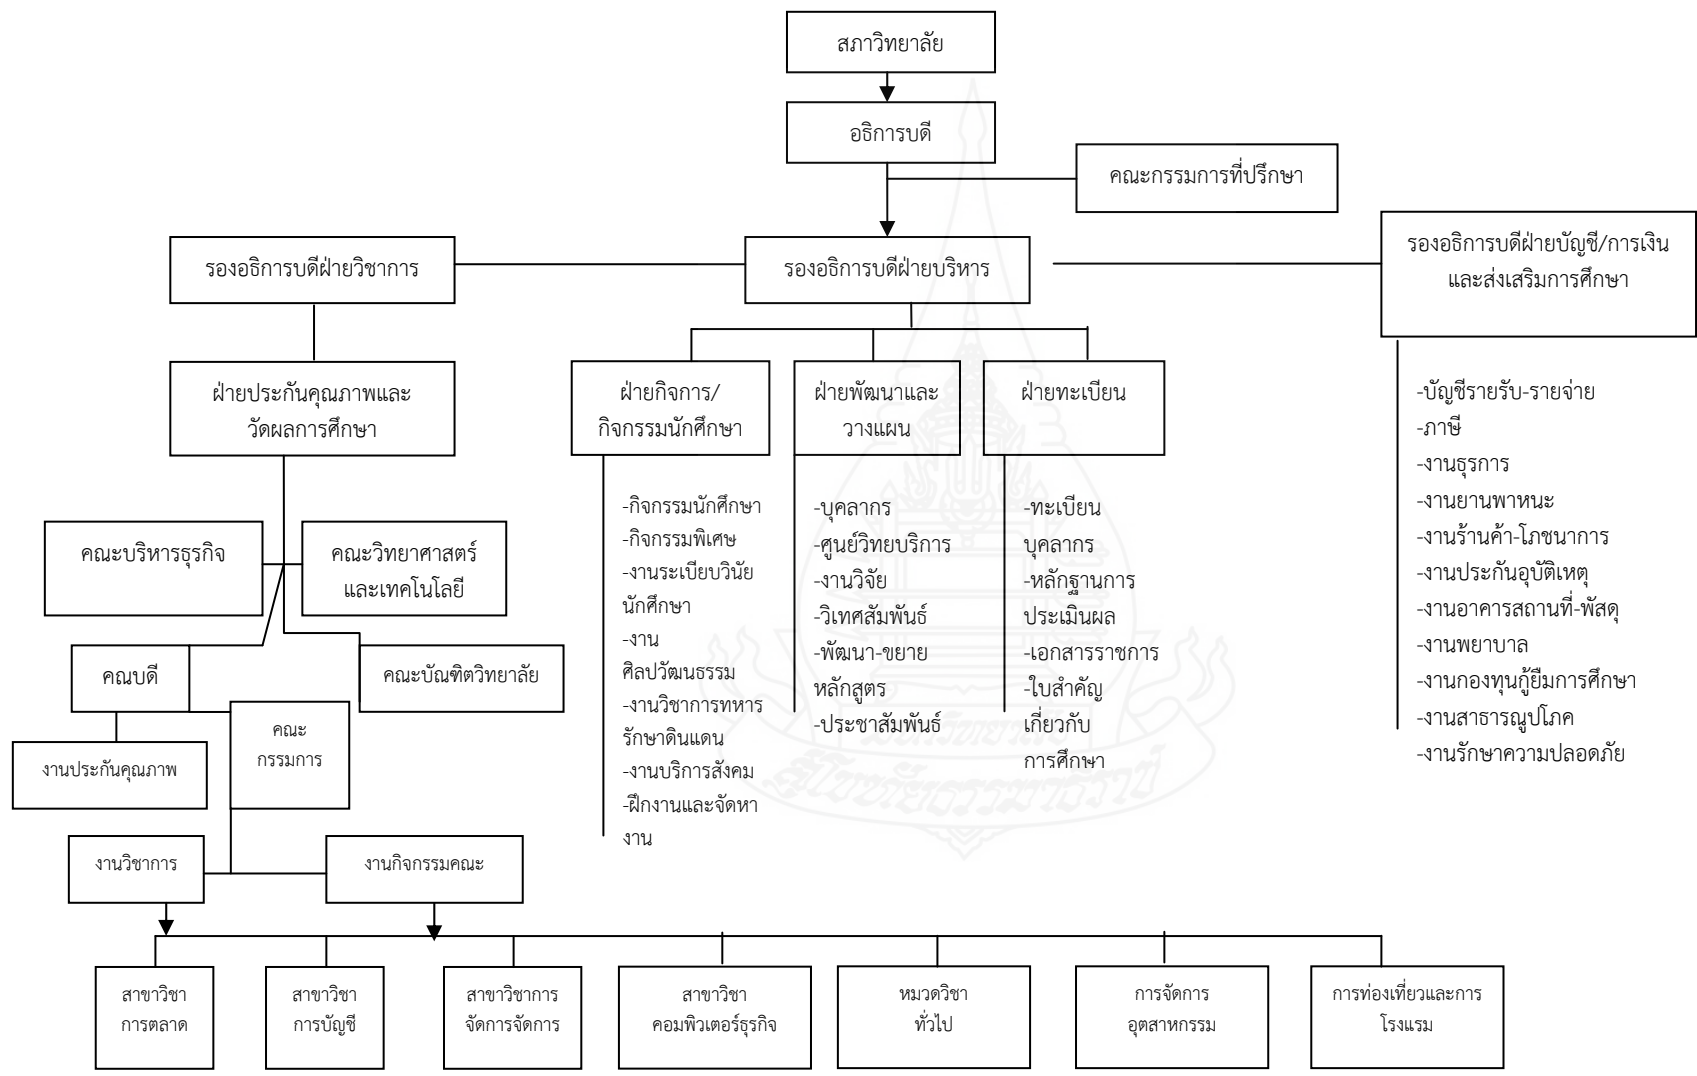 สภาวิทยาลัย
อธิการบดี
คณะกรรมการที่ปรึกษา
รองอธิการบดีฝ่ายวิชาการ
รองอธิการบดีฝ่ายบริหาร
รองอธิการบดีฝ่ายบัญชี/การเงิน
และส่งเสริมการศึกษา
ฝ่ายประกันคุณภาพและ
วัดผลการศึกษา
ฝ่ายกิจการ/
กิจกรรมนักศึกษา
ฝ่ายพัฒนาและ
วางแผน
ฝ่ายทะเบียน
-บัญชีรายรับ-รายจ่าย
-ภาษี
-งานธุรการ
-งานยานพาหนะ
-งานร้านค้า-โภชนาการ
-งานประกันอุบัติเหตุ
-งานอาคารสถานที่-พัสดุ
-งานพยาบาล
-งานกองทุนกู้ยืมการศึกษา
-งานสาธารณูปโภค
-งานรักษาความปลอดภัย
-กิจกรรมนักศึกษา
-กิจกรรมพิเศษ
-งานระเบียบวินัย
นักศึกษา
-งาน
ศิลปวัฒนธรรม
-งานวิชาการทหาร
รักษาดินแดน
-งานบริการสังคม
-ฝึกงานและจัดหา
งาน
-บุคลากร
-ศูนย์วิทยบริการ
-งานวิจัย
-วิเทศสัมพันธ์
-พัฒนา-ขยาย
หลักสูตร
-ประชาสัมพันธ์
-ทะเบียน
บุคลากร
-หลักฐานการ
ประเมินผล
-เอกสารราชการ
-ใบสำคัญ
เกี่ยวกับ
การศึกษา
คณะบริหารธุรกิจ
คณะวิทยาศาสตร์
และเทคโนโลยี
คณบดี
คณะบัณฑิตวิทยาลัย
คณะ
กรรมการ
งานประกันคุณภาพ
งานวิชาการ
งานกิจกรรมคณะ
สาขาวิชา
การตลาด
สาขาวิชา
การบัญชี
สาขาวิชาการ
จัดการจัดการ
สาขาวิชา
คอมพิวเตอร์ธุรกิจ
หมวดวิชา
ทั่วไป
การจัดการ
อุตสาหกรรม
การท่องเที่ยวและการ
โรงแรม